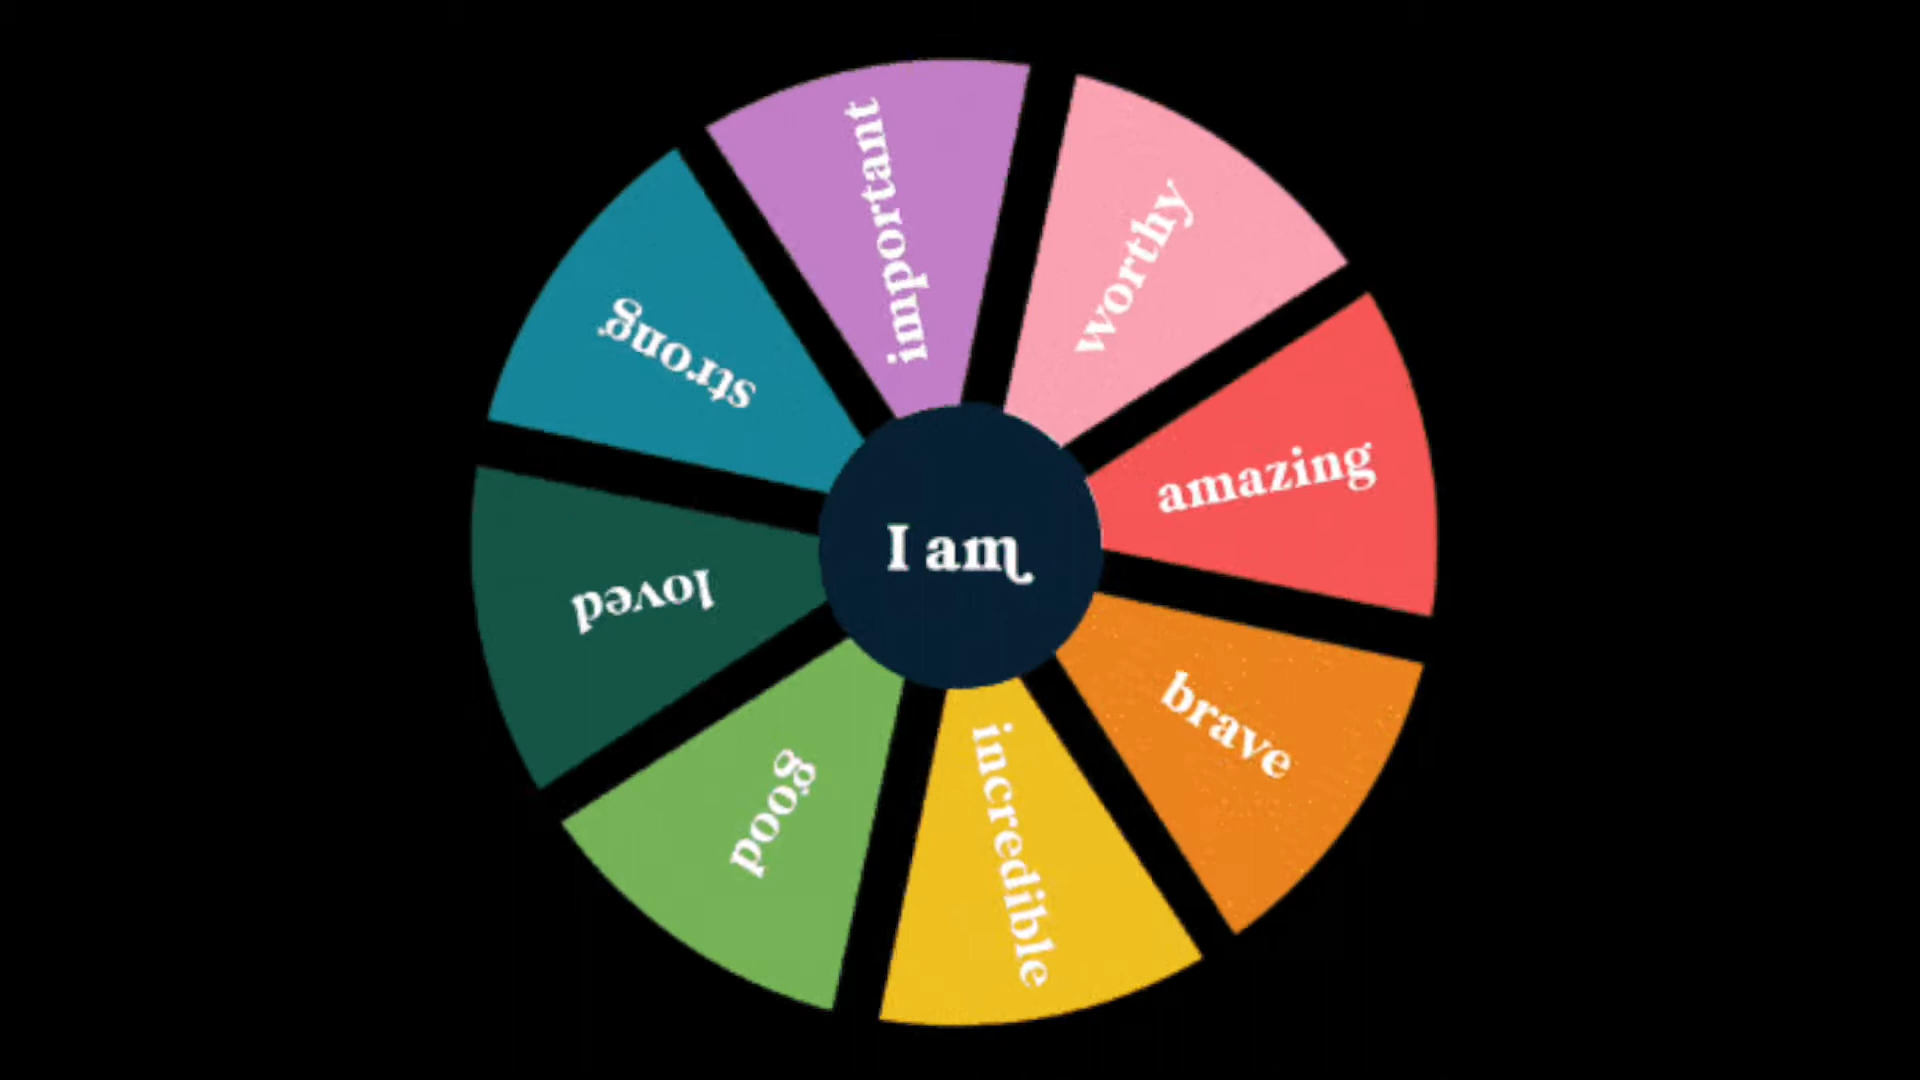 I am
important
worthy
amazing
brave
incredible
good
loved
strong